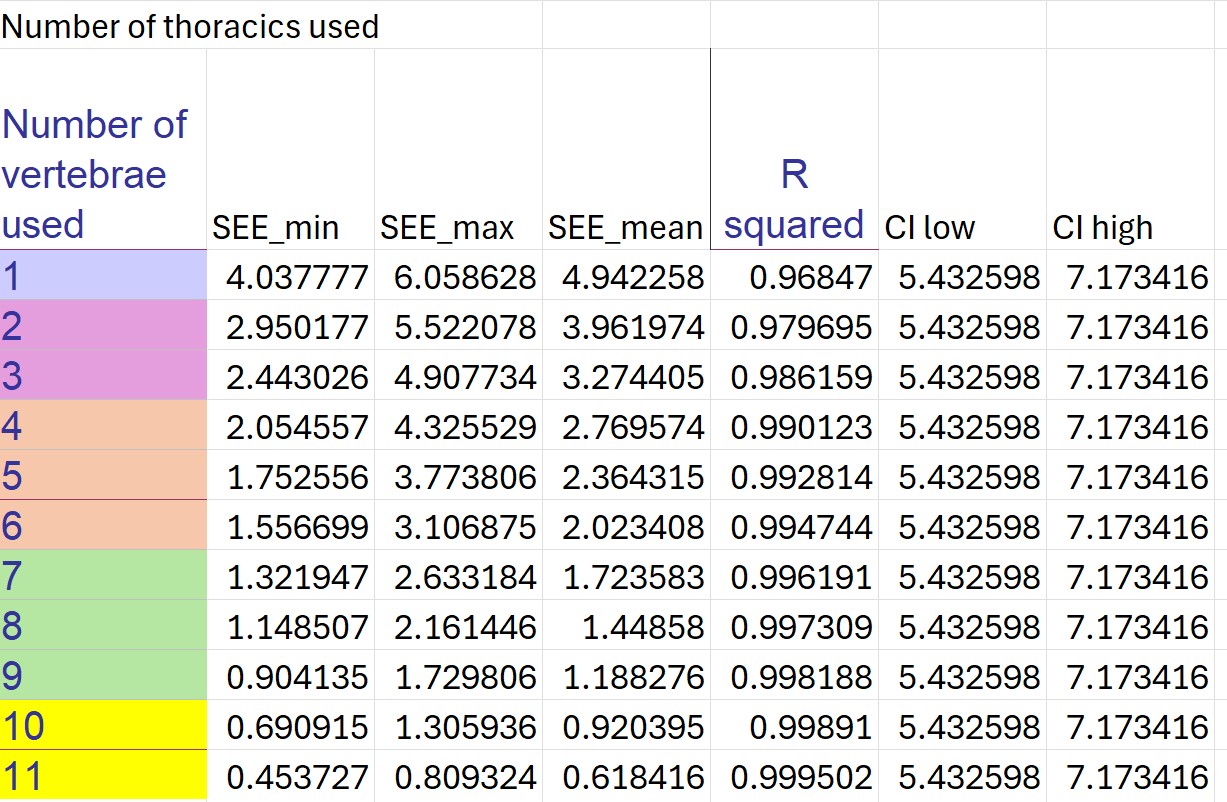 Number of thoracics used
Number of vertebrae used SEE_min SEE_max SEE_mean R squared CI low CI high
1 4.037777 6.058628 4.942258 0.96847 5.432598 7.173416
2 2.950177 5.522078 3.961974 0.979695 5.432598 7.173416
3 2.443026 4.907734 3.274405 0.986159 5.432598 7.173416
4 2.054557 4.325529 2.769574 0.990123 5.432598 7.173416
5 1.752556 3.773806 2.364315 0.992814 5.432598 7.173416
6 1.556699 3.106875 2.023408 0.994744 5.432598 7.173416
7 1.321947 2.633184 1.723583 0.996191 5.432598 7.173416
8 1.148507 2.161446 1.44858 0.997309 5.432598 7.173416
9 0.904135 1.729806 1.188276 0.998188 5.432598 7.173416
10 0.690915 1.305936 0.920395 0.99891 5.432598 7.173416
11 0.453727 0.809324 0.618416 0.999502 5.432598 7.173416